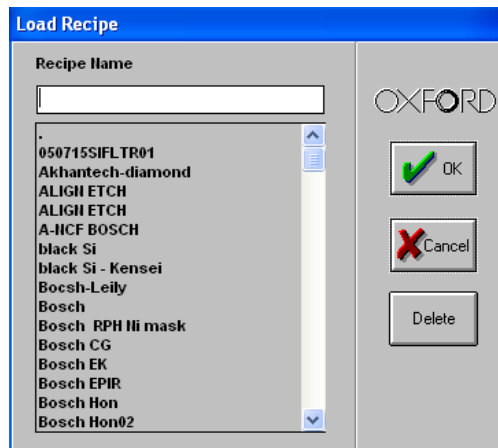 Load Recipe
Recipe Name
.
050715SIFLTR01
Akhantech-diamond
ALIGN ETCH
ALIGN ETCH
A-NCF BOSCH
black Si
black Si - Kensei
Bocsh-Leily
Bosch
Bosch  RPH Ni mask
Bosch CG
Bosch EK
Bosch EPIR
Bosch Hon
Bosch Hon02
OXFORD
OK
Cancel
Delete